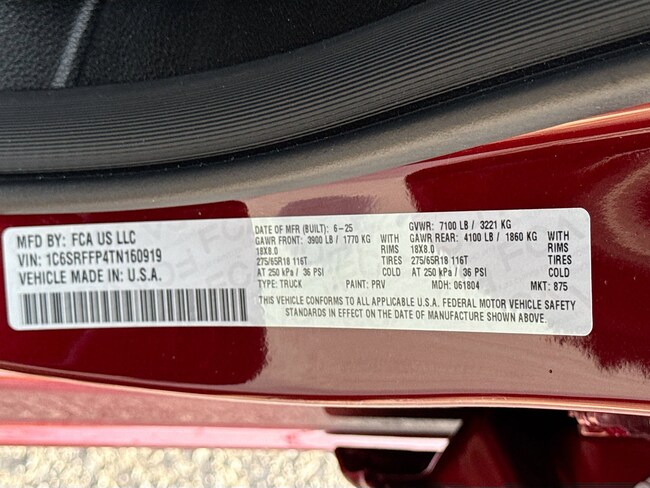 MFD BY: FCA US LLC
VIN: 1C6SRFFP4TN160919
VEHICLE MADE IN: U.S.A.
DATE OF MFR (BUILT): 6-25 GVWR: 7100 LB / 3221 KG
GAWR FRONT: 3900 LB / 1770 KG WITH GAWR REAR: 4100 LB / 1860 KG WITH
18X8.0 RIMS 18X8.0 RIMS
275/65R18 116T TIRES 275/65R18 116T TIRES
AT 250 kPa / 36 PSI COLD AT 250 kPa / 36 PSI COLD
TYPE: TRUCK PAINT: PRV MDH: 061804 MKT: 875
THIS VEHICLE CONFORMS TO ALL APPLICABLE U.S.A. FEDERAL MOTOR VEHICLE SAFETY
STANDARDS IN EFFECT ON THE DATE OF MANUFACTURE SHOWN ABOVE.